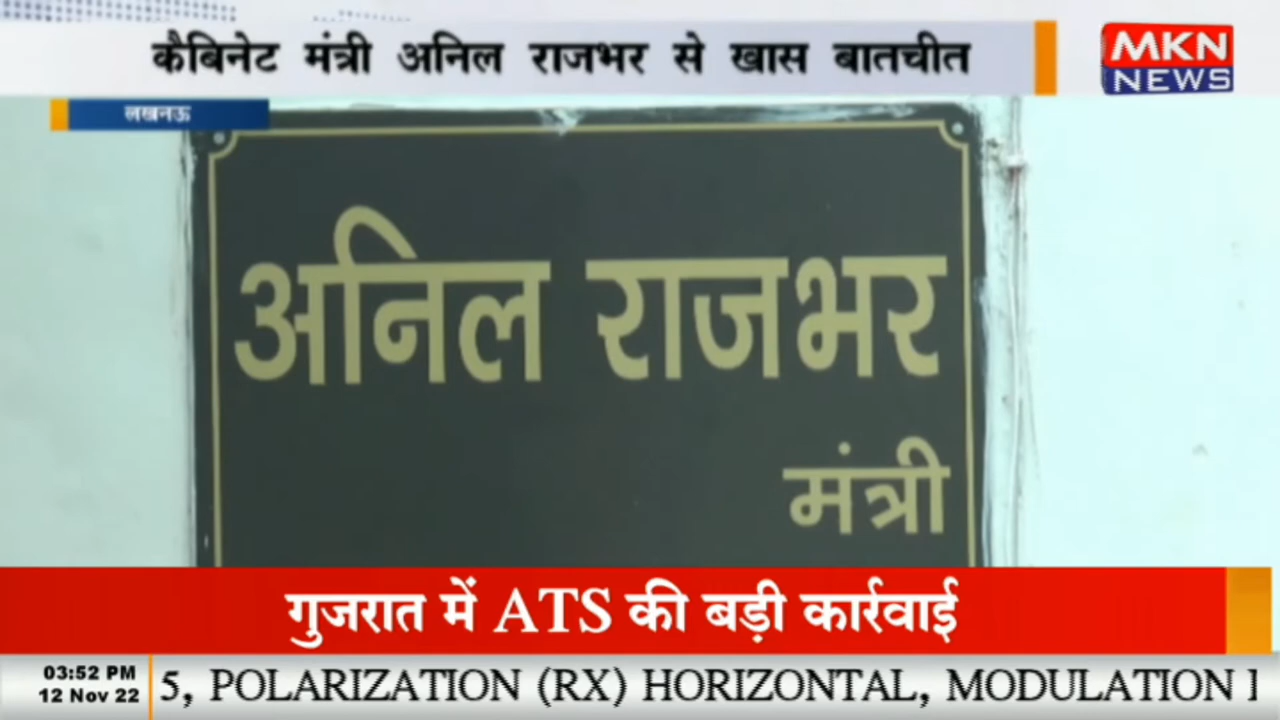 कैबिनेट मंत्री अनिल राजभर से खास बातचीत
MKN
NEWS
लखनऊ
अनिल राजभर
मंत्री
गुजरात में ATS की बड़ी कार्रवाई
03:52 PM
12 Nov 22
5, POLARIZATION (RX) HORIZONTAL, MODULATION